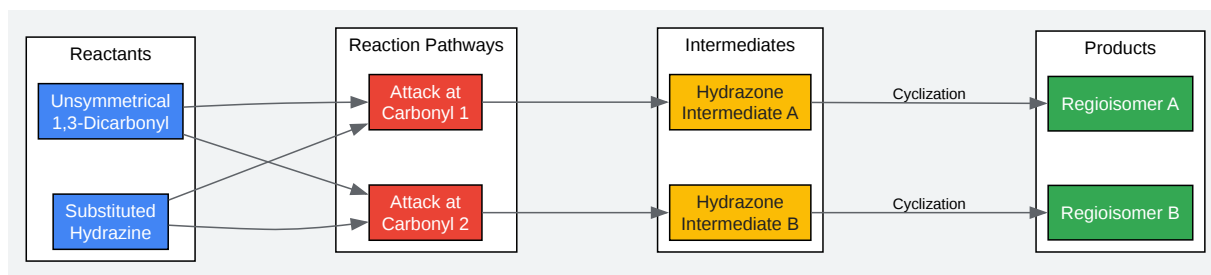 Reactants
Unsymmetrical
1,3-Dicarbonyl
Substituted
Hydrazine
Reaction Pathways
Attack at
Carbonyl 1
Attack at
Carbonyl 2
Intermediates
Hydrazone
Intermediate A
Hydrazone
Intermediate B
Cyclization
Cyclization
Products
Regioisomer A
Regioisomer B